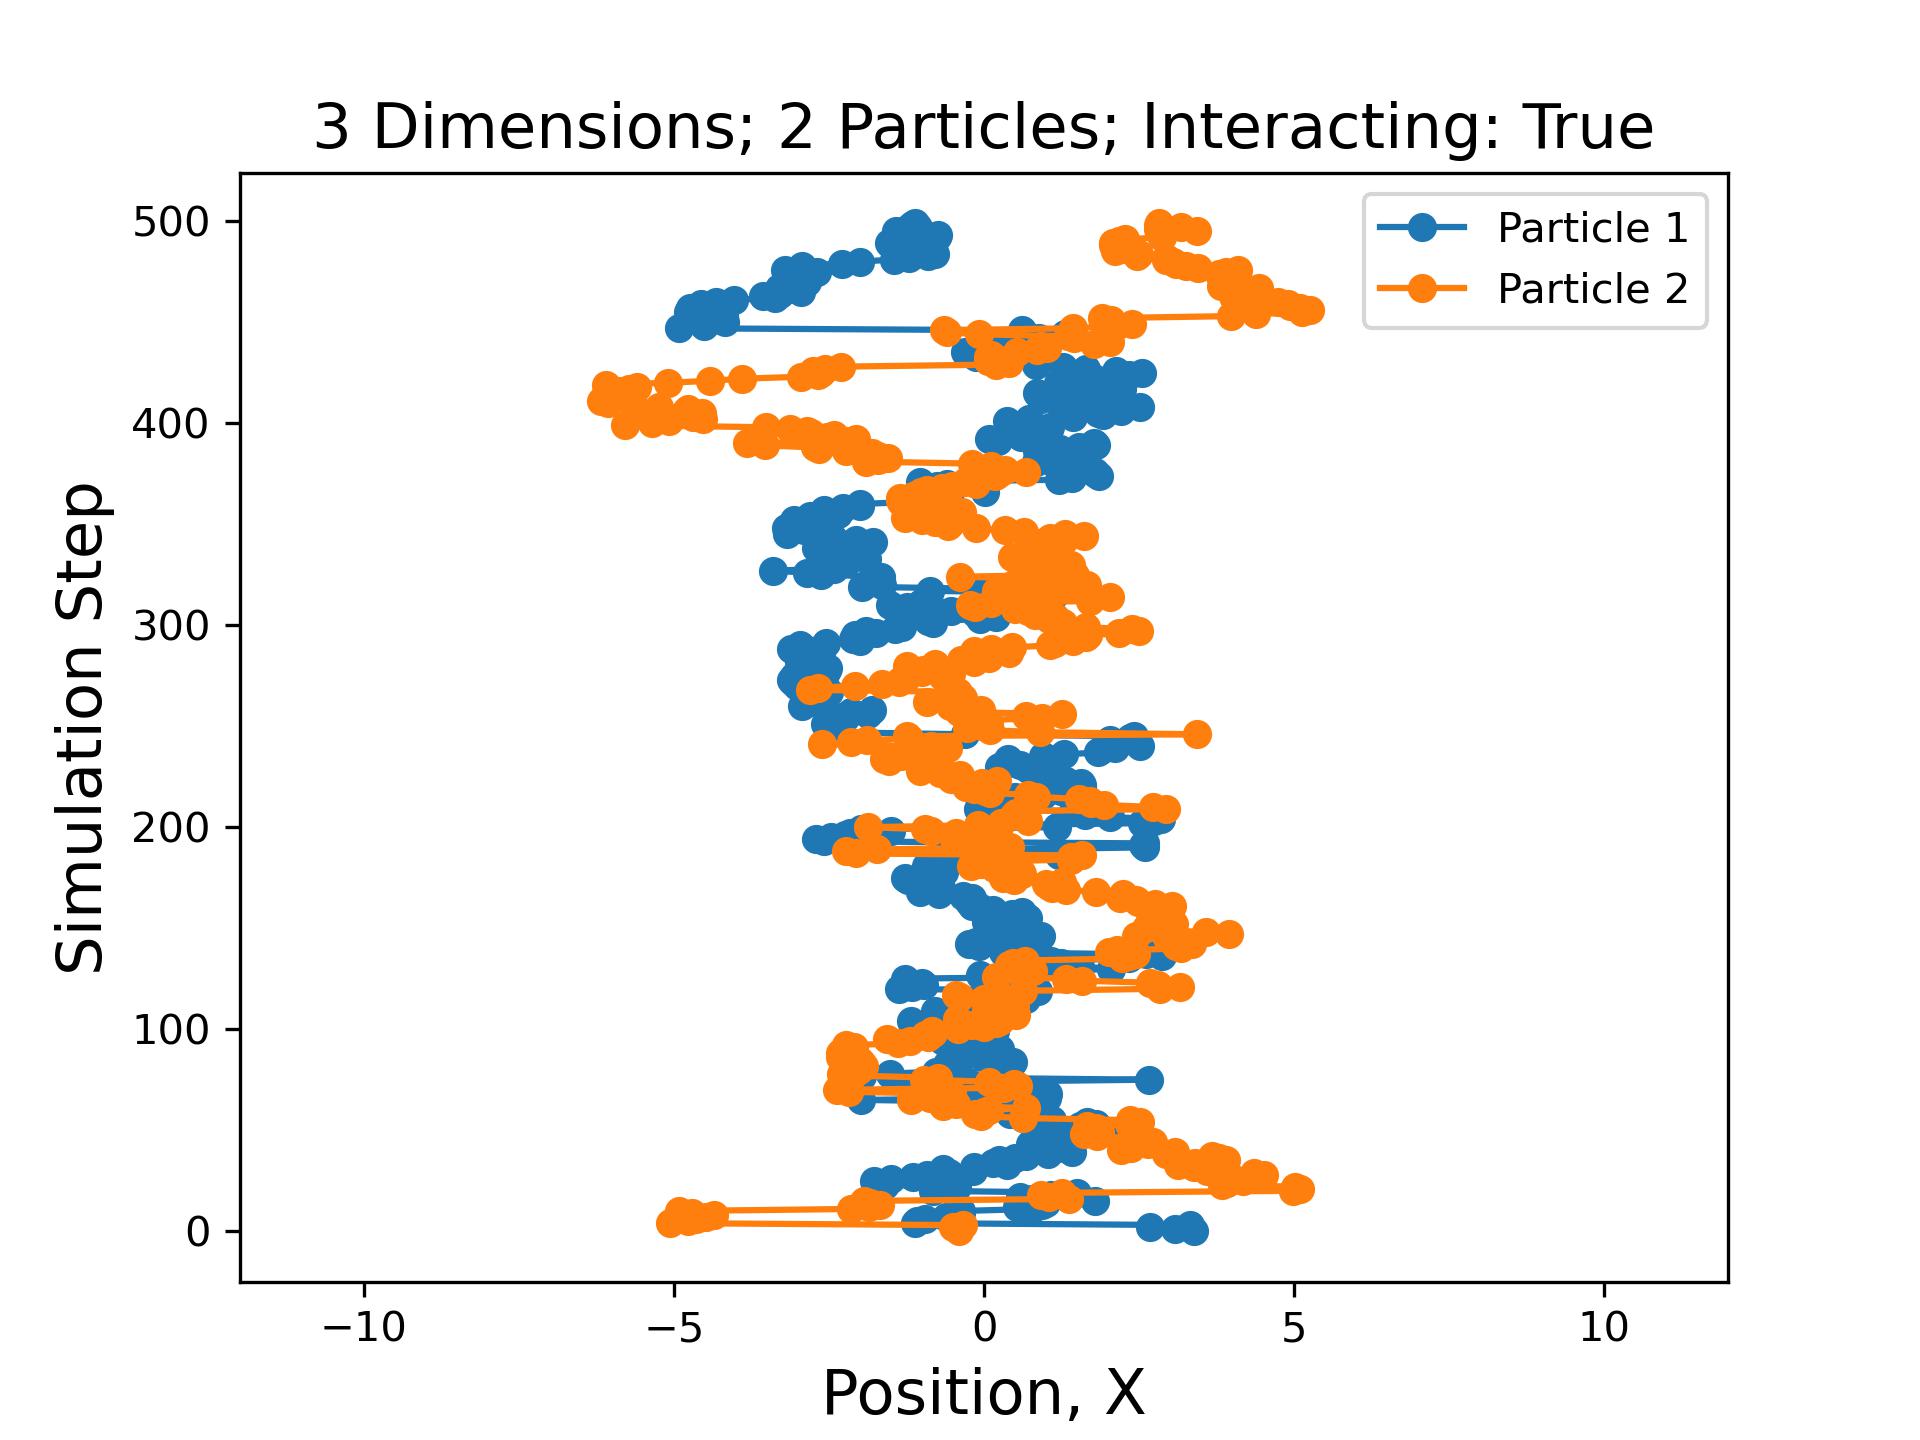 3 Dimensions; 2 Particles; Interacting: True
Particle 1
Particle 2
500
400
300
200
100
0
Simulation Step
−10
−5
0
5
10
Position, X